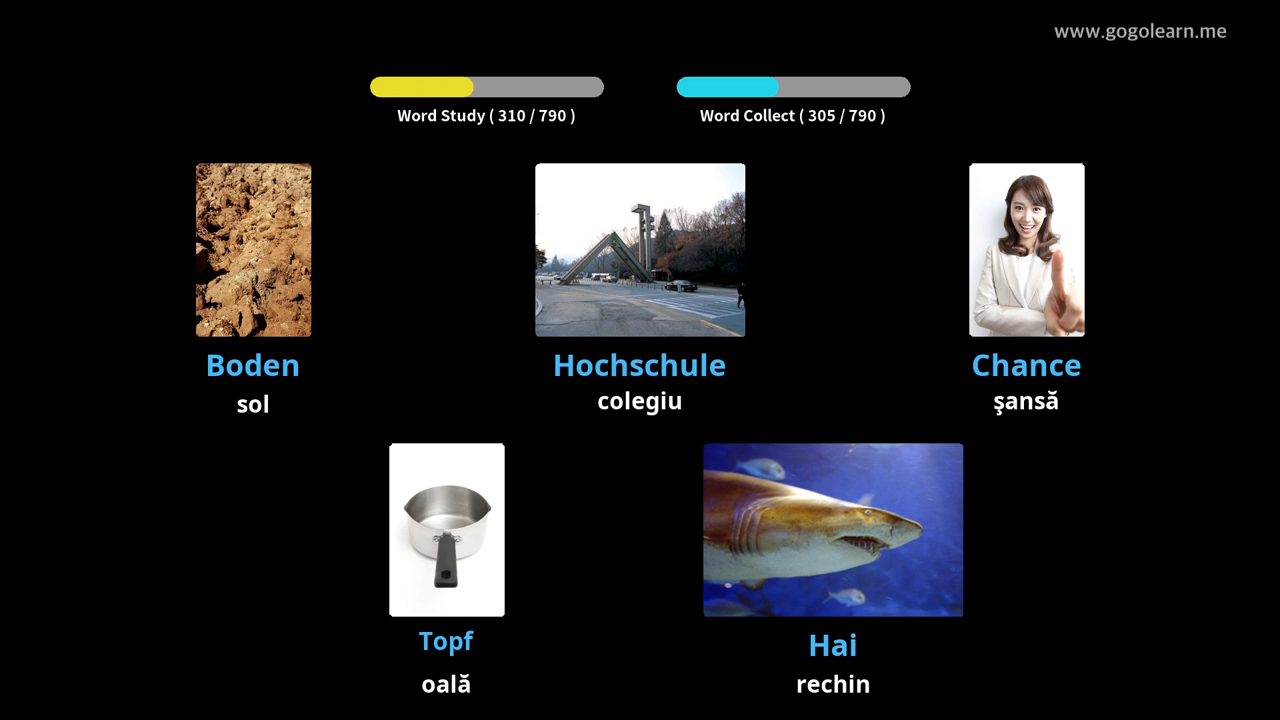 www.gogolearn.me
Word Study ( 310 / 790 )
Word Collect ( 305 / 790 )
Boden
sol
Hochschule
colegiu
Chance
şansă
Topf
oală
Hai
rechin